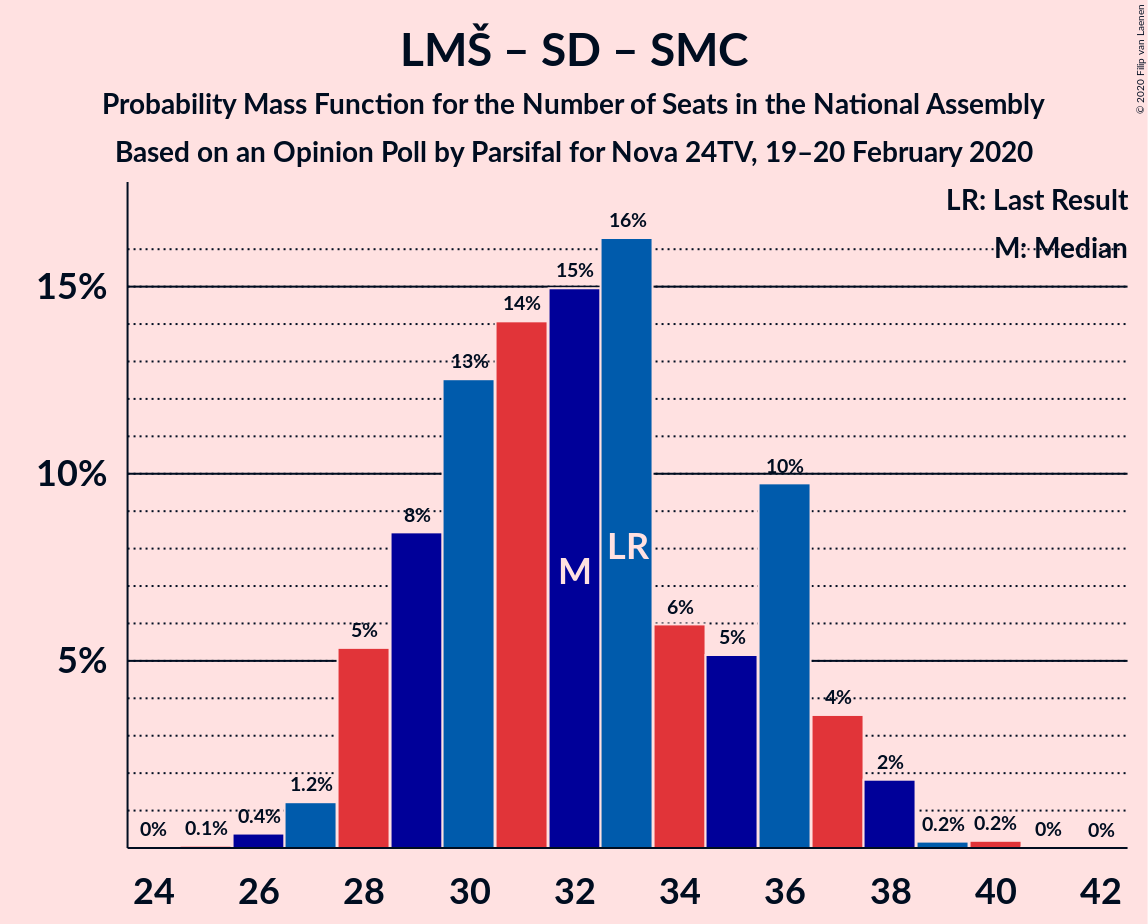 LMŠ – SD – SMC
Probability Mass Function for the Number of Seats in the National Assembly
Based on an Opinion Poll by Parsifal for Nova 24TV, 19–20 February 2020
© 2020 Filip van Laenen
LR: Last Result
M: Median
15%
10%
5%
0%
0.1%
0.4%
1.2%
5%
8%
13%
14%
15%
16%
6%
5%
10%
4%
2%
0.2%
0.2%
0%
0%
M
LR
24 26 28 30 32 34 36 38 40 42